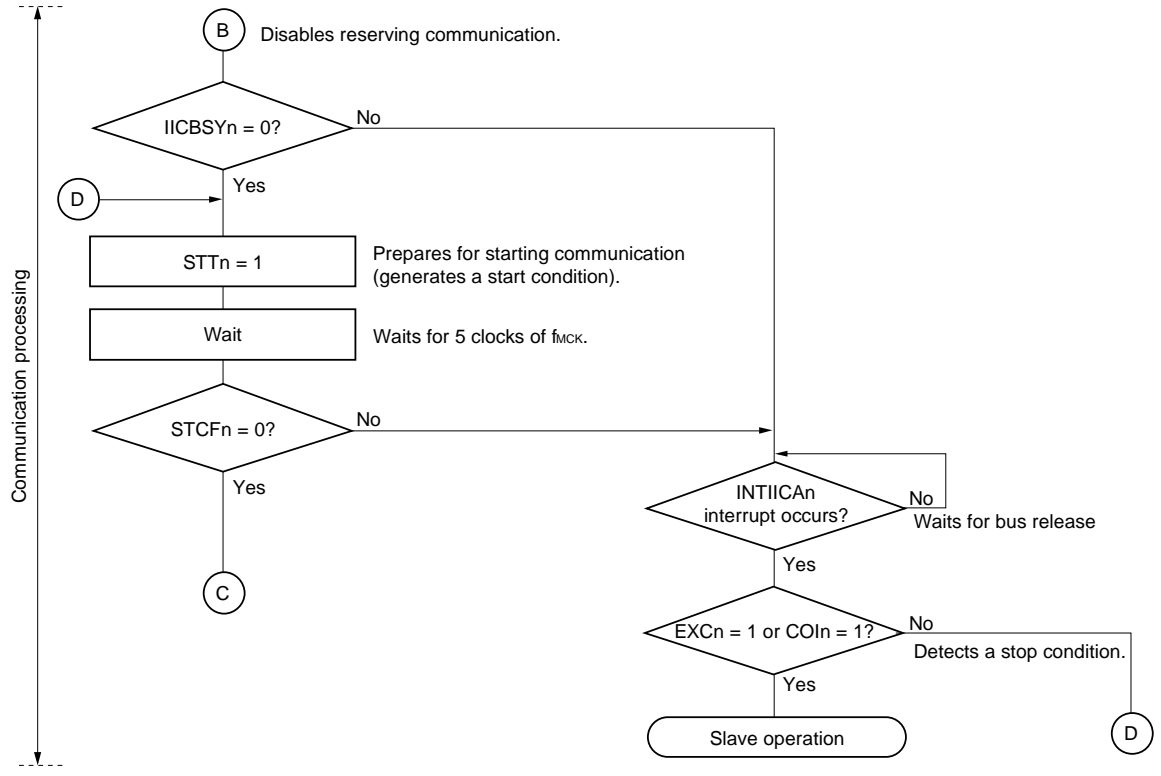 B
Disables reserving communication.
IICBSYn = 0?
No
Yes
D
STTn = 1
Prepares for starting communication
(generates a start condition).
Wait
Waits for 5 clocks of fMCK.
STCFn = 0?
No
Yes
C
INTIICAn
interrupt occurs?
No
Waits for bus release
Yes
EXCn = 1 or COIn = 1?
No
Detects a stop condition.
Yes
Slave operation
D
Communication processing